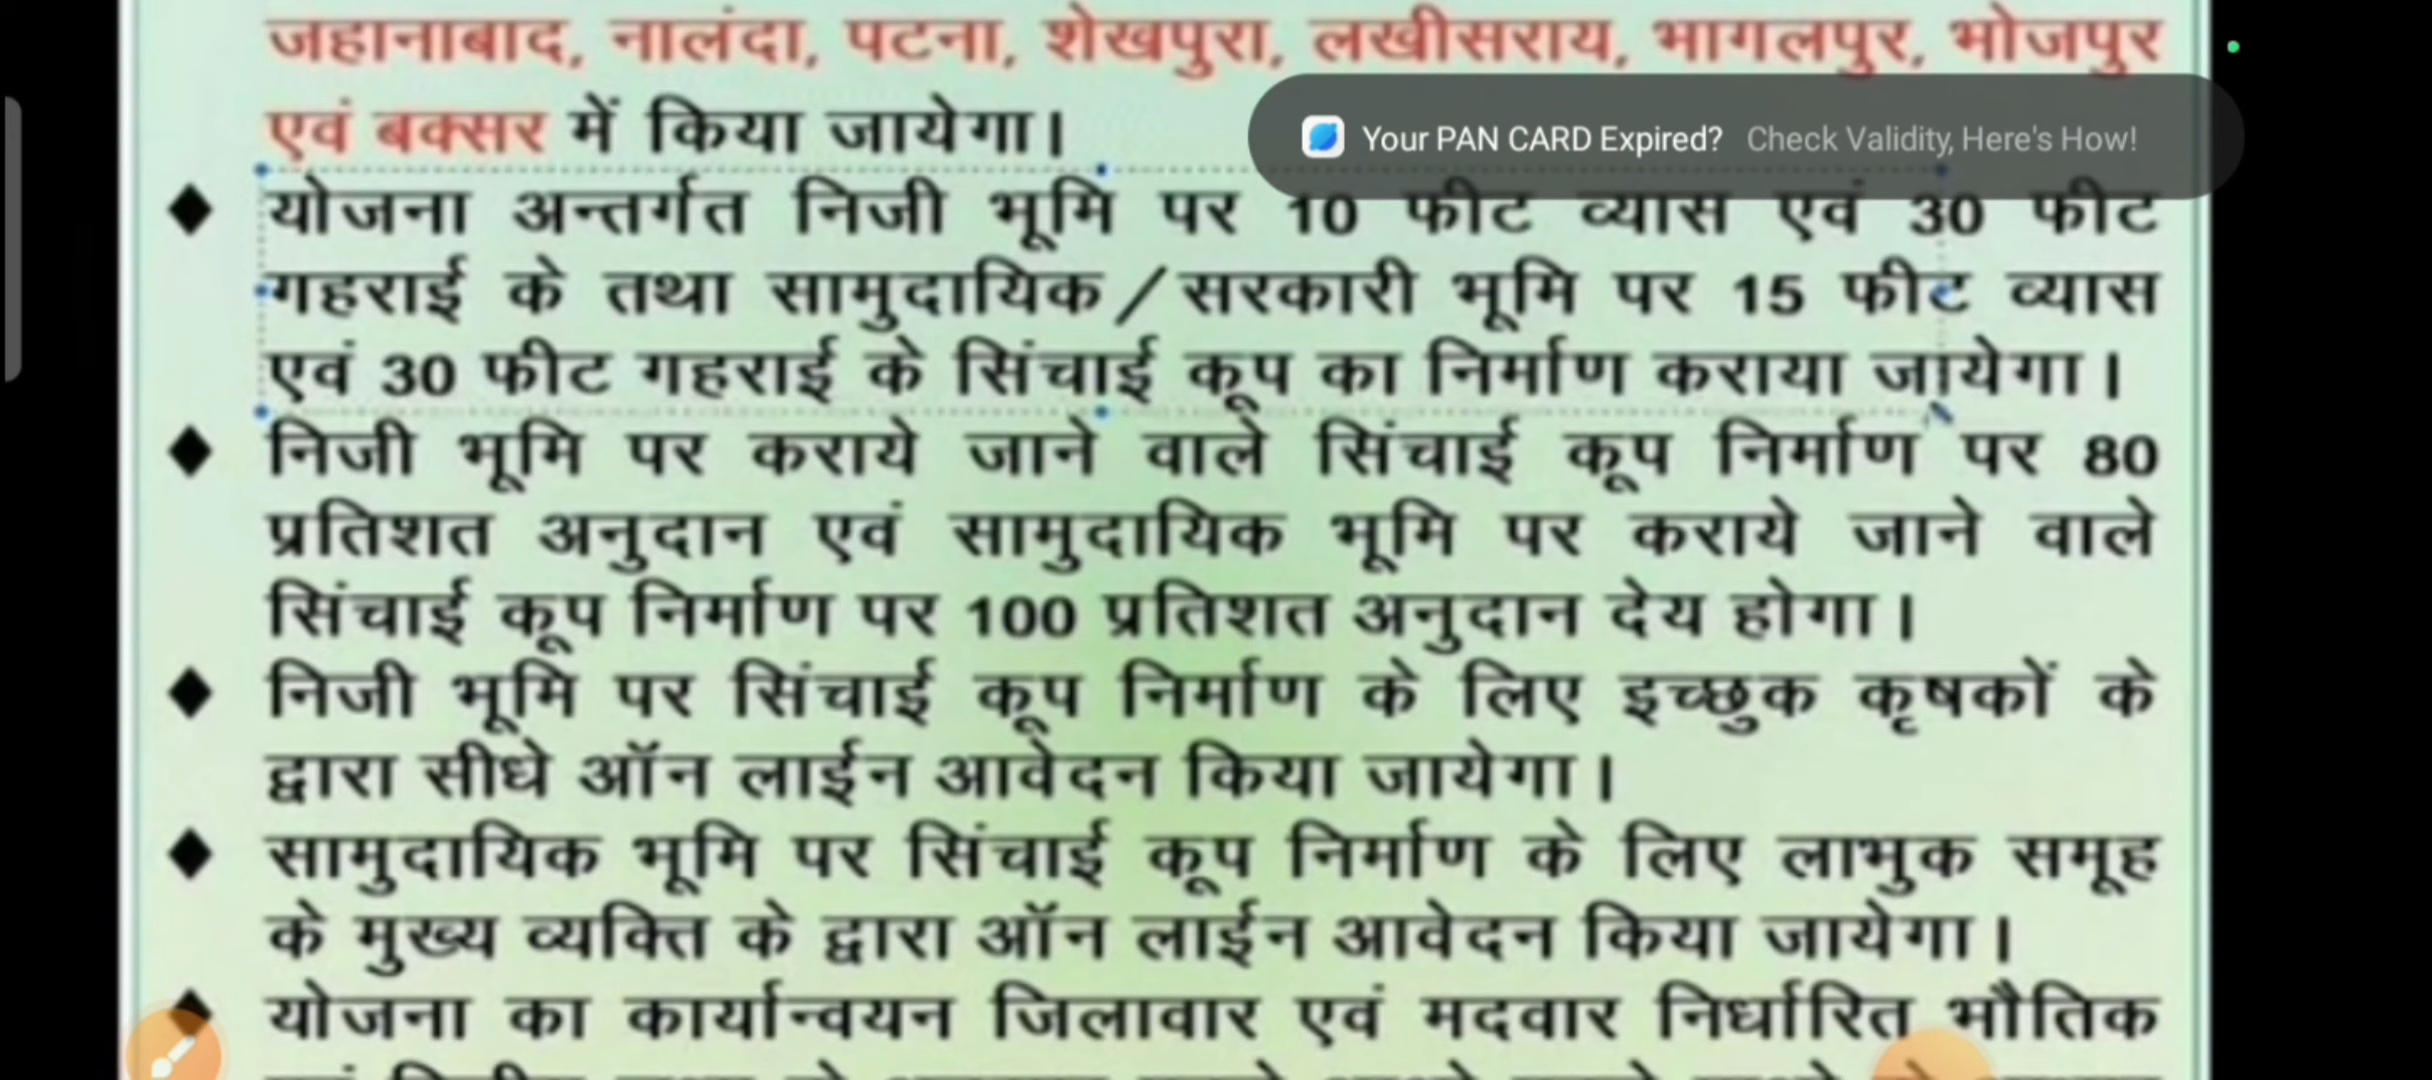 जहानाबाद, नालंदा, पटना, शेखपुरा, लखीसराय, भागलपुर, भोजपुर
एवं बक्सर में किया जायेगा।
Your PAN CARD Expired? Check Validity, Here's How!
♦ योजना अन्तर्गत निजी भूमि पर 10 फीट व्यास एवं 30 फीट
गहराई के तथा सामुदायिक/सरकारी भूमि पर 15 फीट व्यास
एवं 30 फीट गहराई के सिंचाई कूप का निर्माण कराया जायेगा।
♦ निजी भूमि पर कराये जाने वाले सिंचाई कूप निर्माण पर 80
प्रतिशत अनुदान एवं सामुदायिक भूमि पर कराये जाने वाले
सिंचाई कूप निर्माण पर 100 प्रतिशत अनुदान देय होगा।
♦ निजी भूमि पर सिंचाई कूप निर्माण के लिए इच्छुक कृषकों के
द्वारा सीधे ऑन लाईन आवेदन किया जायेगा।
♦ सामुदायिक भूमि पर सिंचाई कूप निर्माण के लिए लाभुक समूह
के मुख्य व्यक्ति के द्वारा ऑन लाईन आवेदन किया जायेगा।
♦ योजना का कार्यान्वयन जिलावार एवं मदवार निर्धारित भौतिक